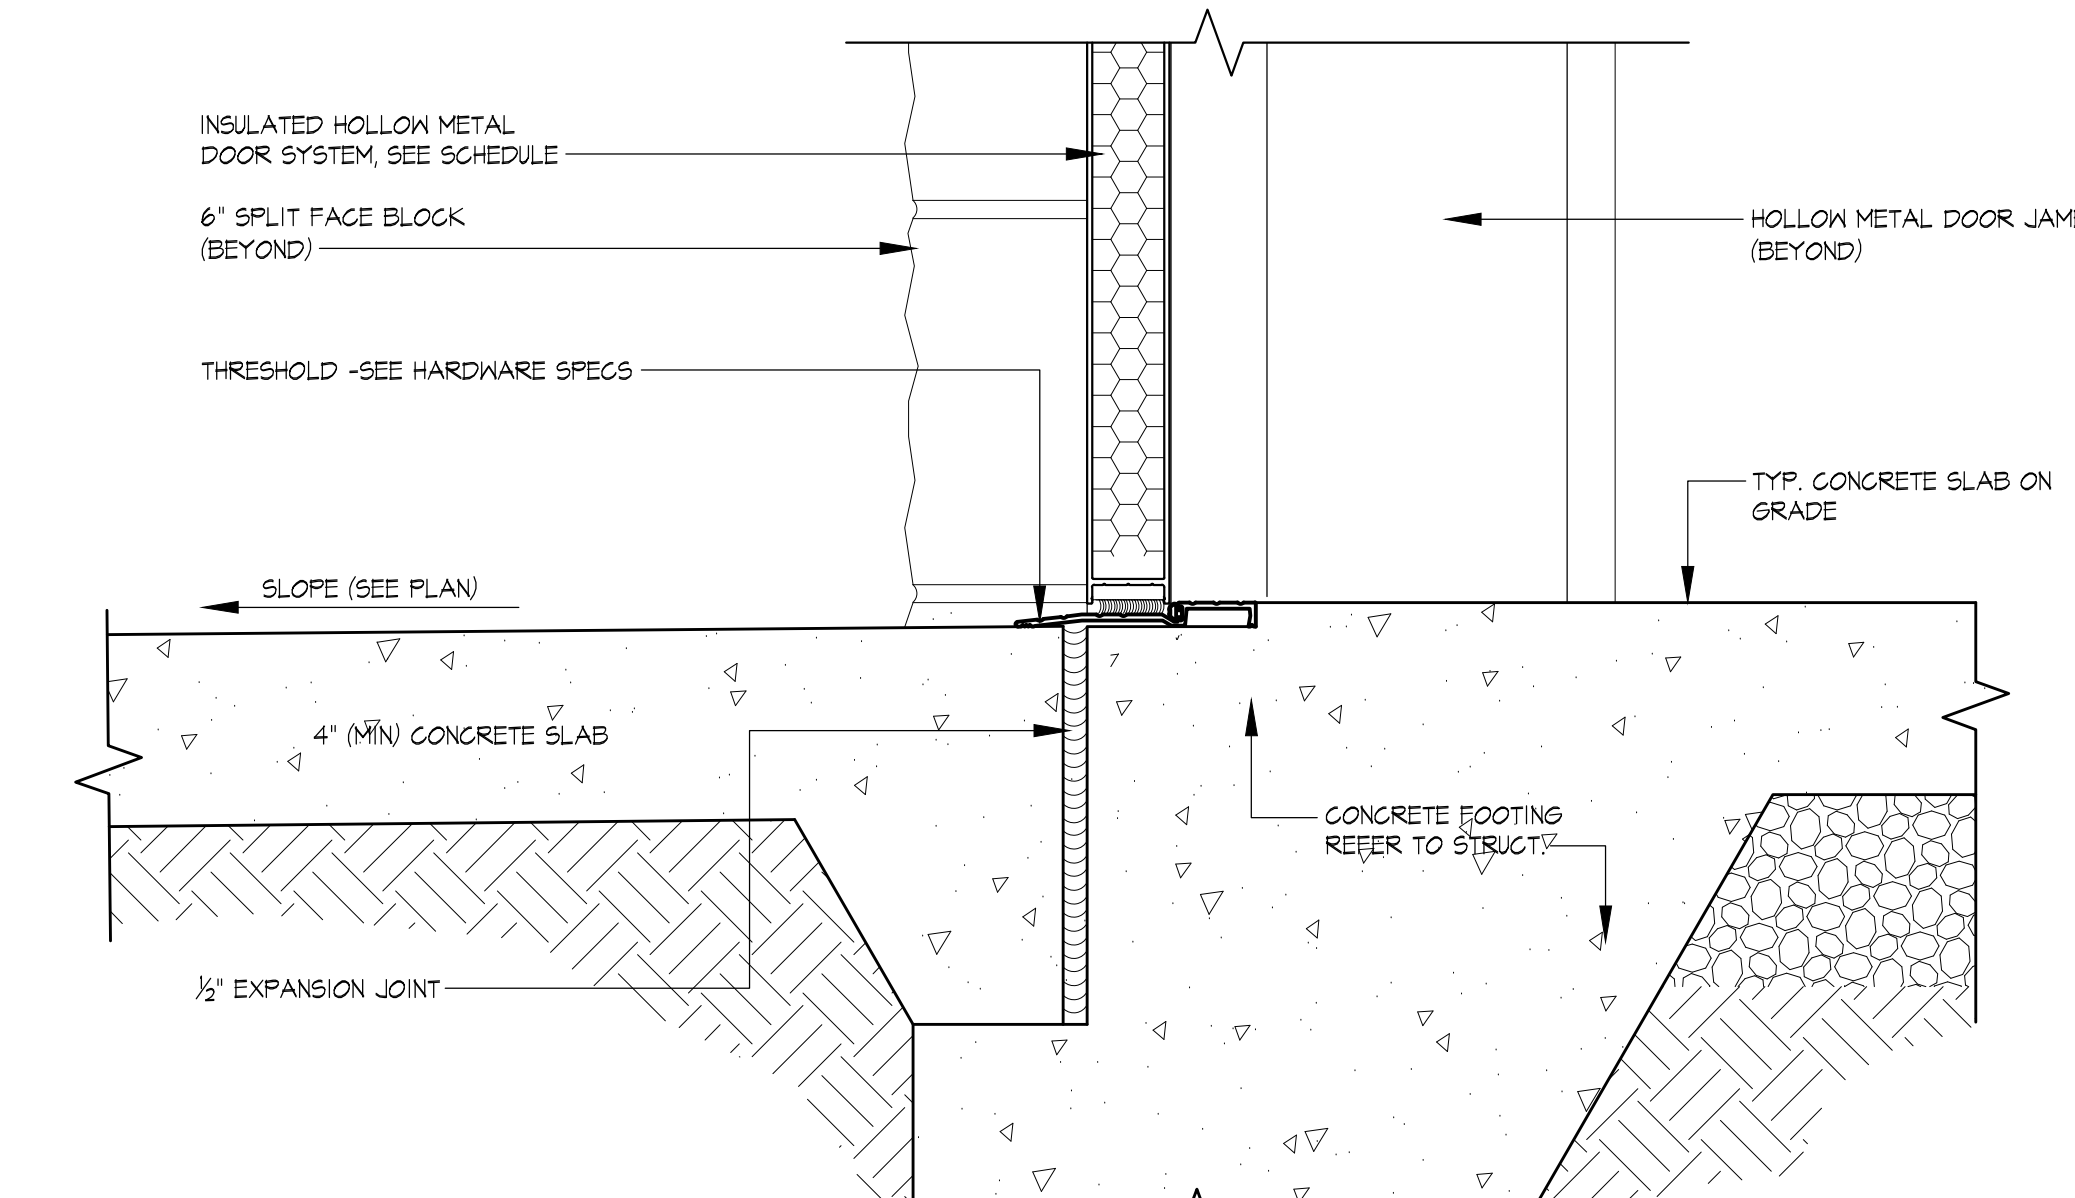 INSULATED HOLLOW METAL
DOOR SYSTEM, SEE SCHEDULE
6" SPLIT FACE BLOCK
(BEYOND)
THRESHOLD -SEE HARDWARE SPECS
SLOPE (SEE PLAN)
4" (MIN) CONCRETE SLAB
½" EXPANSION JOINT
HOLLOW METAL DOOR
(BEYOND)
TYP. CONCRETE SLAB ON
GRADE
CONCRETE FOOTING
REFER TO STRUCT.